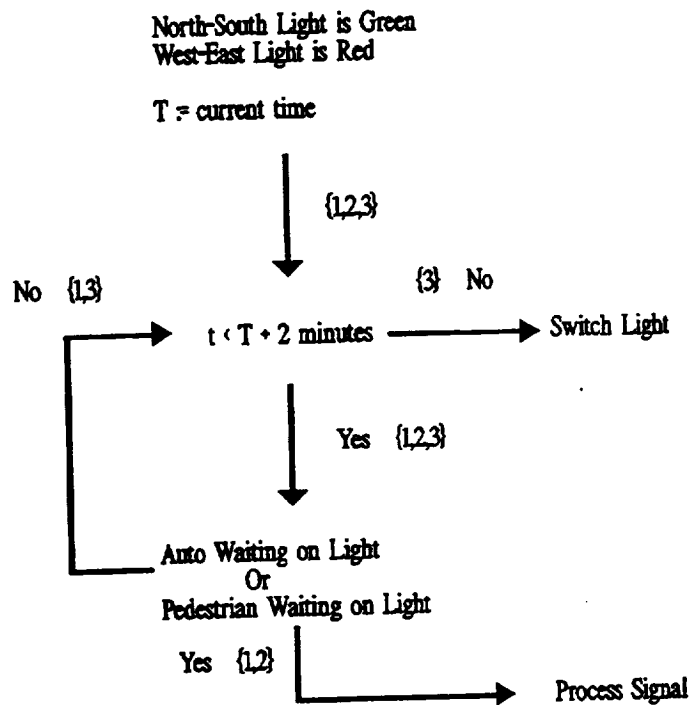 North-South Light is Green
West-East Light is Red
T := current time
{1,2,3}
No {1,3}
{3} No
t < T + 2 minutes
Switch Light
Yes {1,2,3}
Auto Waiting on Light
Or
Pedestrian Waiting on Light
Yes {1,2}
Process Signal